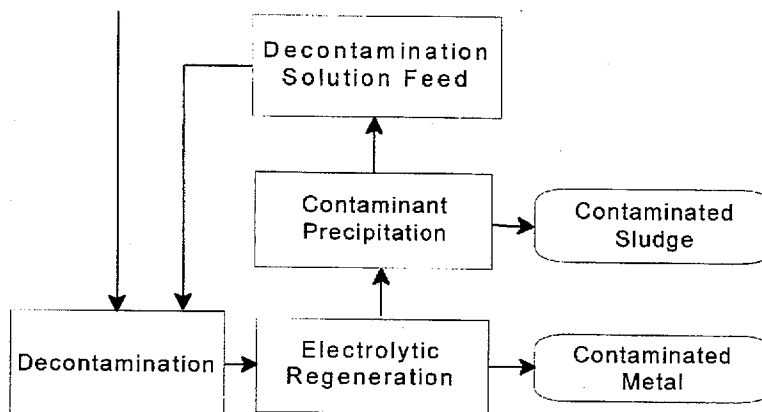 Decontamination
Solution Feed
Contaminant
Precipitation
Contaminated
Sludge
Decontamination
Electrolytic
Regeneration
Contaminated
Metal